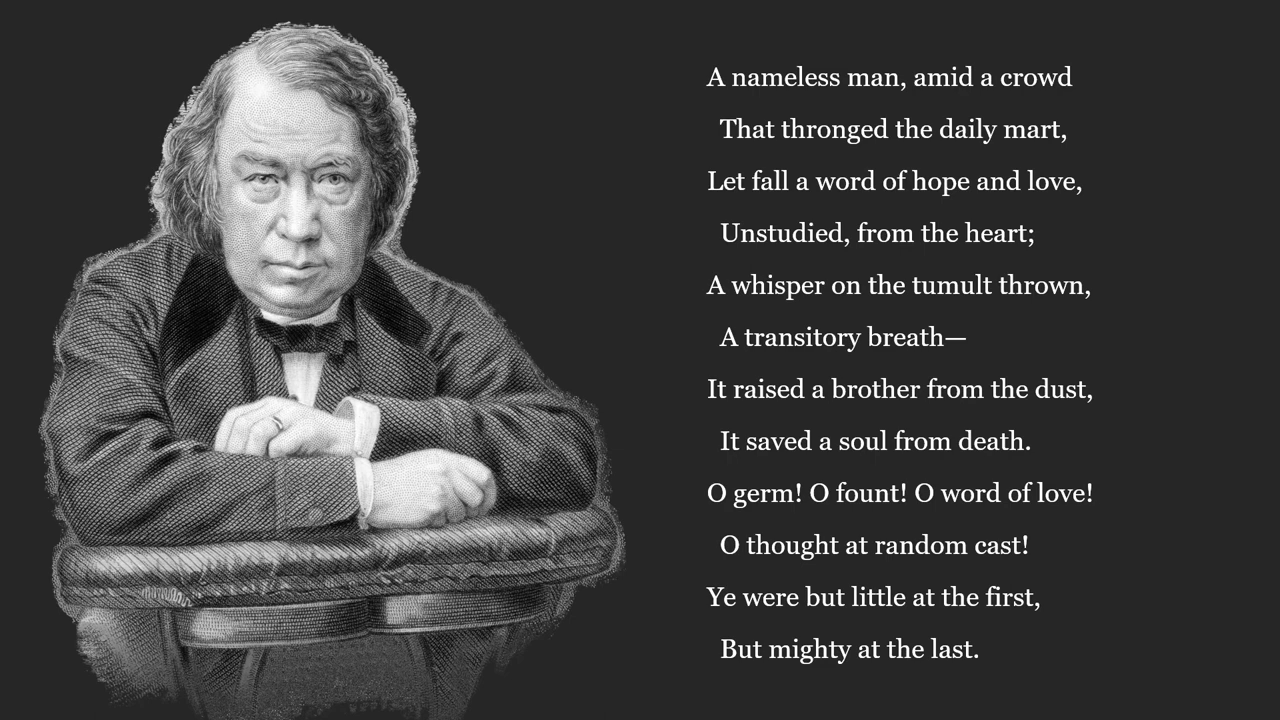 A nameless man, amid a crowd
That thronged the daily mart,
Let fall a word of hope and love,
Unstudied, from the heart;
A whisper on the tumult thrown,
A transitory breath—
It raised a brother from the dust,
It saved a soul from death.
O germ! O fount! O word of love!
O thought at random cast!
Ye were but little at the first,
But mighty at the last.